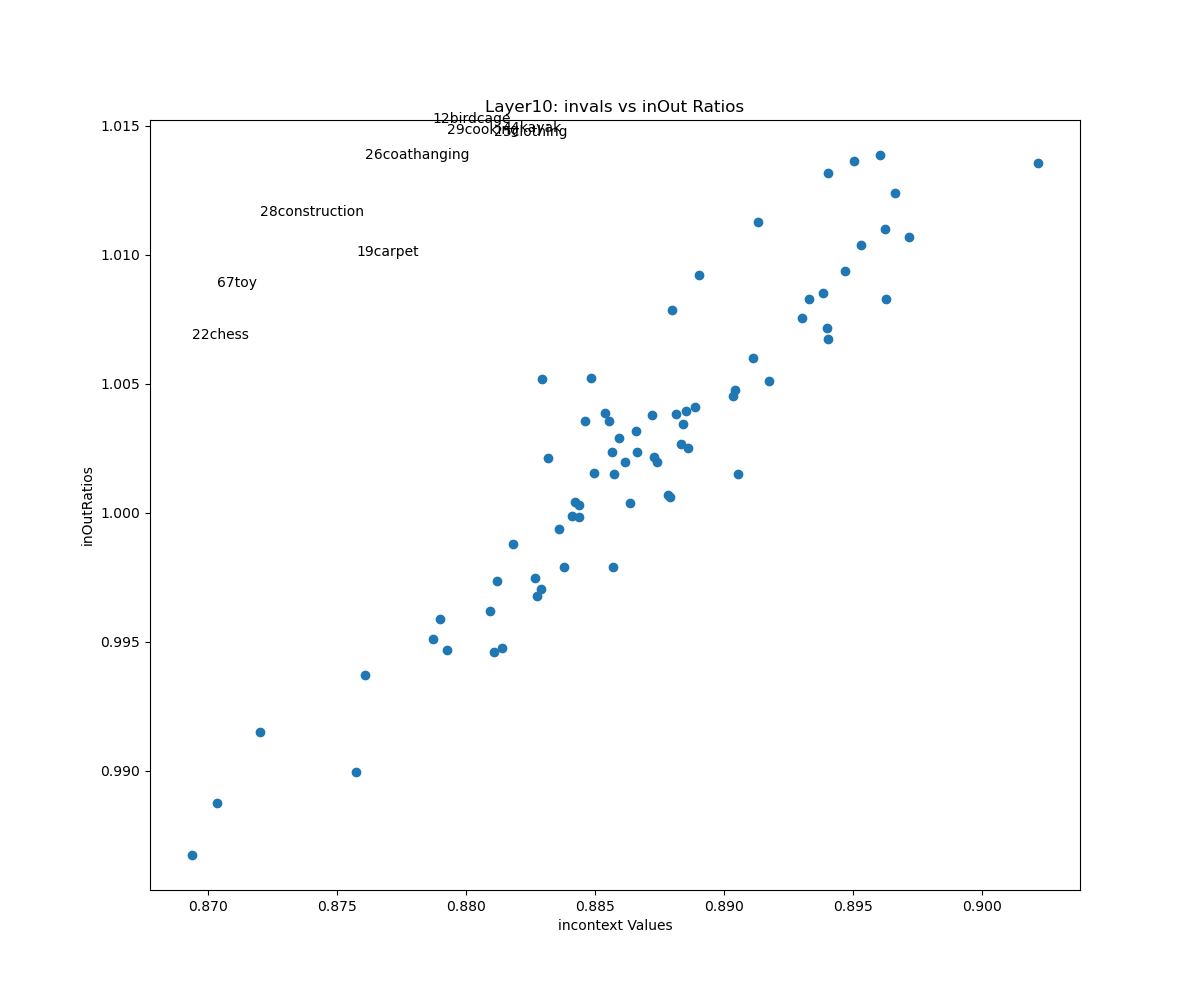 Layer10: invals vs inOut Ratios
12birdcage
29cooking
kayak
clothing
26coathanging
28construction
19carpet
67toy
22chess
1.015
1.010
1.005
1.000
0.995
0.990
inOutRatios
0.870 0.875 0.880 0.885 0.890 0.895 0.900
incontext Values